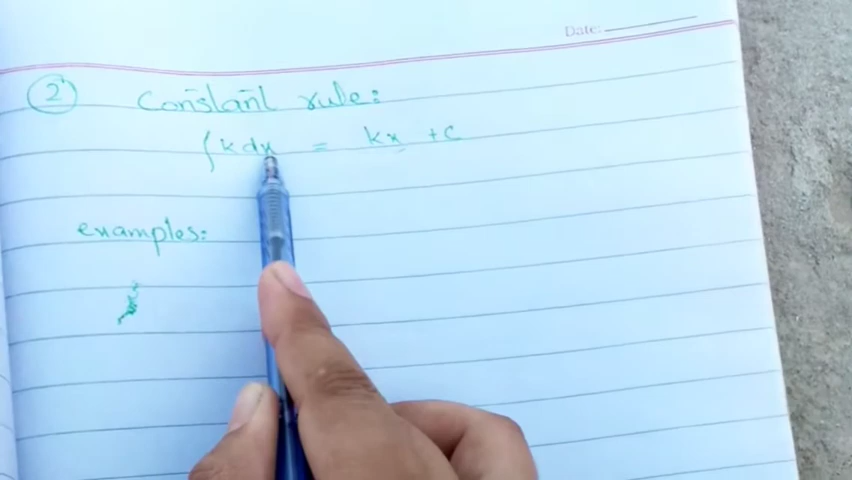 Date:
2 Constant rule:
∫k dx = kx + c
examples: